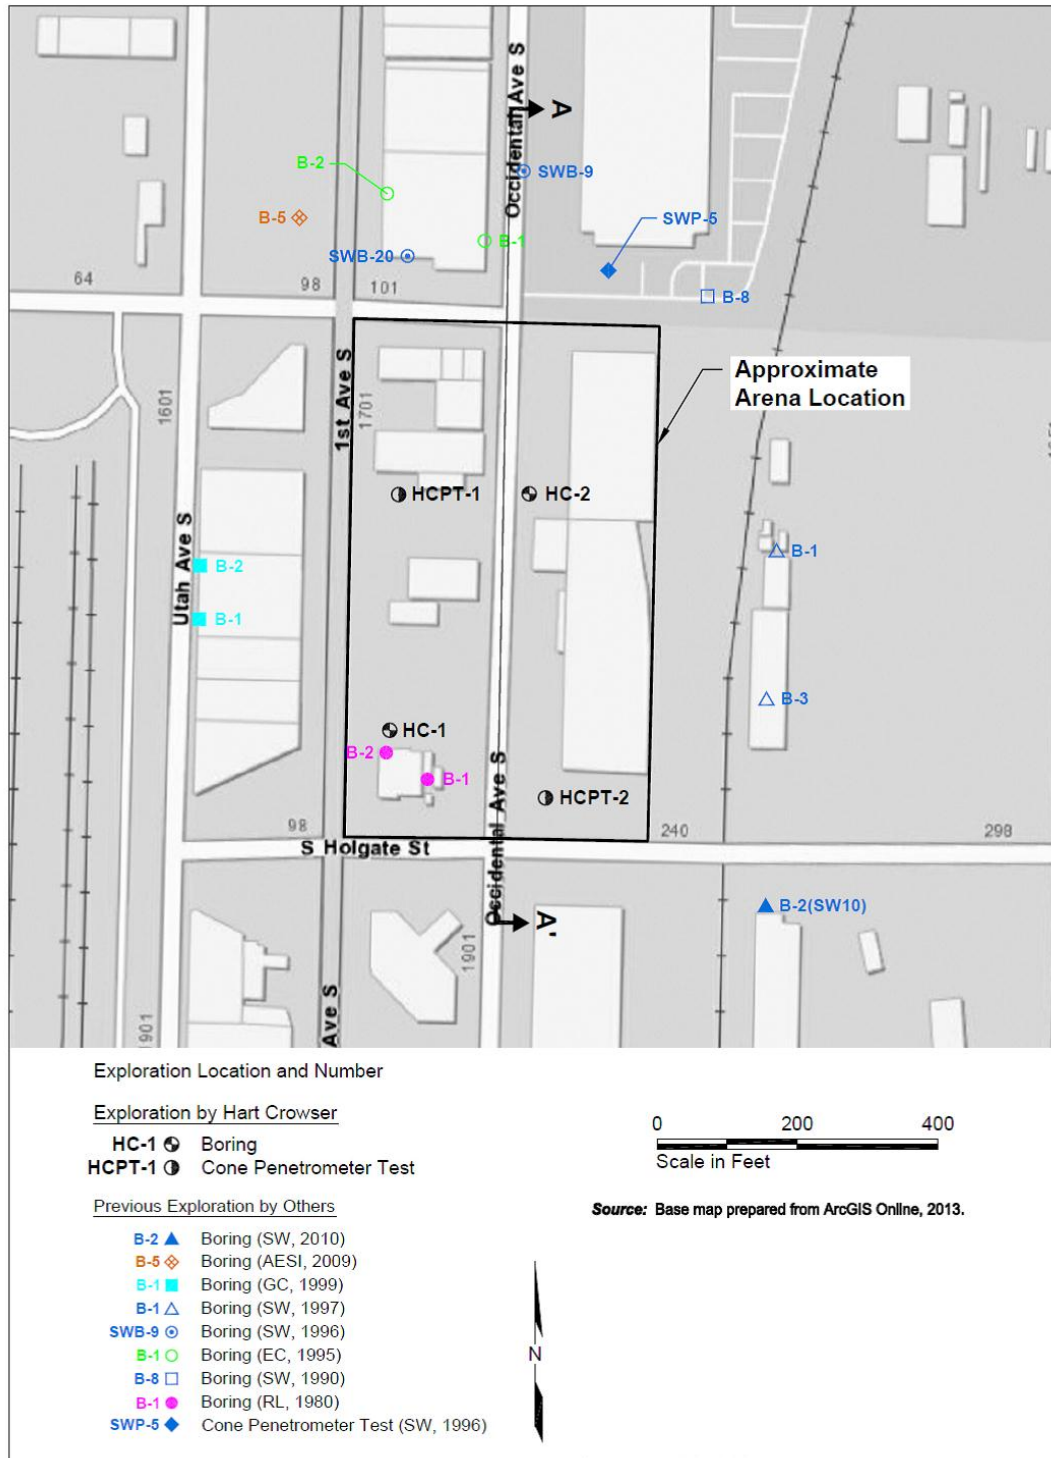 Occidental Ave S
A
B-2
SWB-9
B-5
SWP-5
B-1
SWB-20
64
98
101
B-8
1st Ave S
1601
1701
Approximate
Arena Location
HCPT-1
HC-2
B-1
Utah Ave S
B-2
B-1
B-3
HC-1
B-2
B-1
Occidental Ave S
HCPT-2
98
240
298
S Holgate St
B-2(SW10)
A'
1901
Ave S
1901
Exploration Location and Number
Exploration by Hart Crowser
HC-1 Boring
HCPT-1 Cone Penetrometer Test
Previous Exploration by Others
B-2 Boring (SW, 2010)
B-5 Boring (AESI, 2009)
B-1 Boring (GC, 1999)
B-1 Boring (SW, 1997)
SWB-9 Boring (SW, 1996)
B-1 Boring (EC, 1995)
B-8 Boring (SW, 1990)
B-1 Boring (RL, 1980)
SWP-5 Cone Penetrometer Test (SW, 1996)
0 200 400
Scale in Feet
Source: Base map prepared from ArcGIS Online, 2013.
N